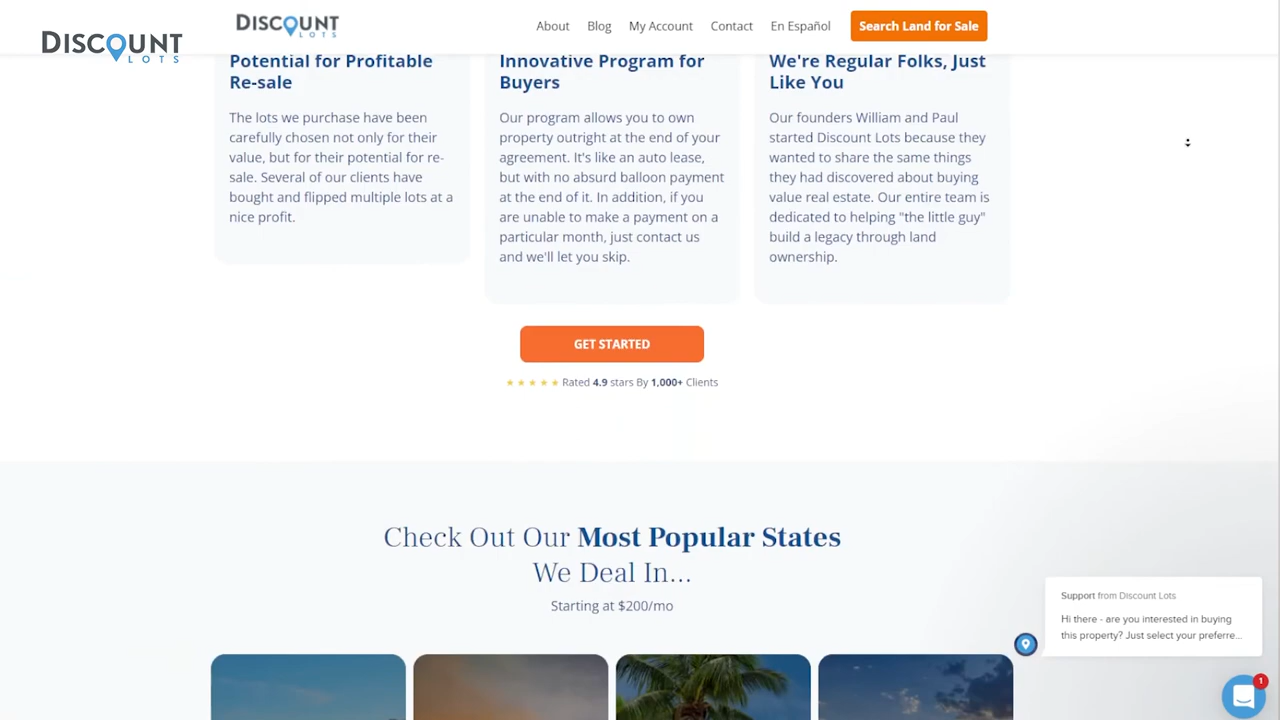 DISCOUNT
LOTS
DISCOUNT
LOTS
About
Blog
My Account
Contact
En Español
Search Land for Sale
Potential for Profitable
Re-sale
The lots we purchase have been
carefully chosen not only for their
value, but for their potential for re-
sale. Several of our clients have
bought and flipped multiple lots at a
nice profit.
Innovative Program for
Buyers
Our program allows you to own
property outright at the end of your
agreement. It's like an auto lease,
but with no absurd balloon payment
at the end of it. In addition, if you
are unable to make a payment on a
particular month, just contact us
and we'll let you skip.
We're Regular Folks, Just
Like You
Our founders William and Paul
started Discount Lots because they
wanted to share the same things
they had discovered about buying
value real estate. Our entire team is
dedicated to helping "the little guy"
build a legacy through land
ownership.
GET STARTED
Rated 4.9 stars By 1,000+ Clients
Check Out Our Most Popular States
We Deal In...
Starting at $200/mo
Support from Discount Lots
Hi there - are you interested in buying
this property? Just select your preferre...
1